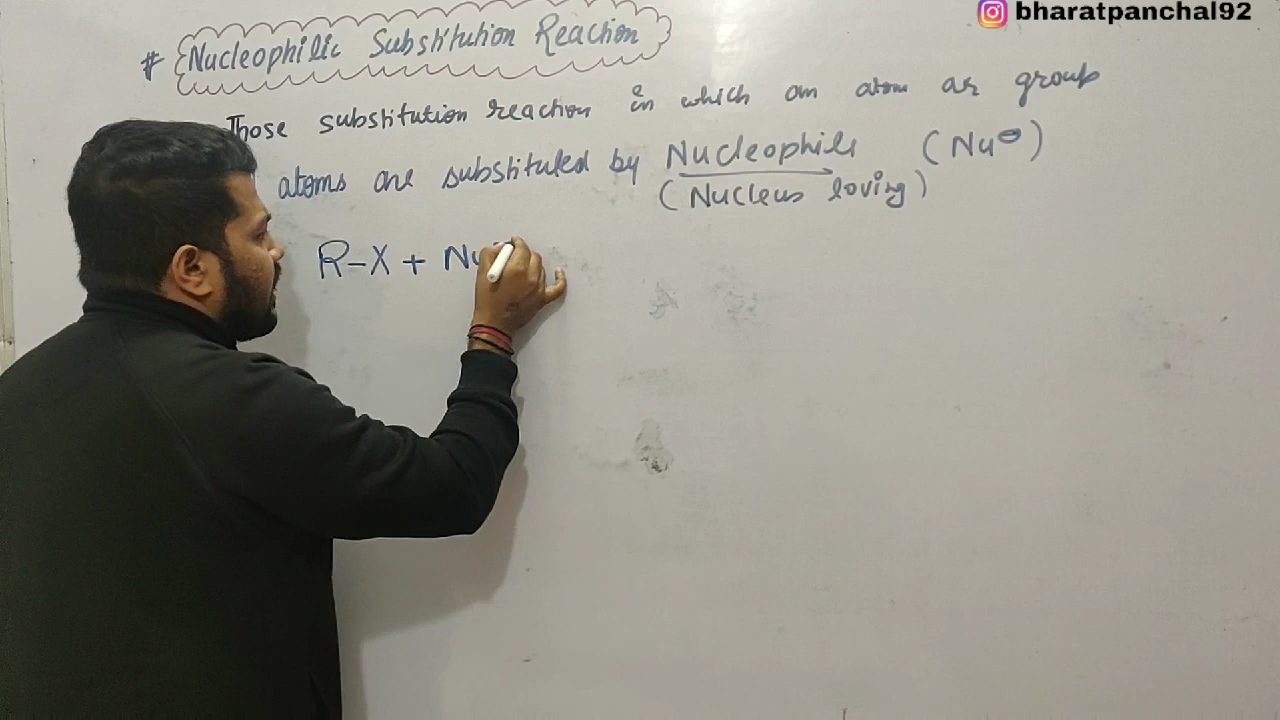 bharatpanchal92
# Nucleophilic Substitution Reaction
Those substitution reaction in which an atom or group
atoms are substituted by Nucleophile (Nu⊖)
(Nucleus loving)
R-X + Nu